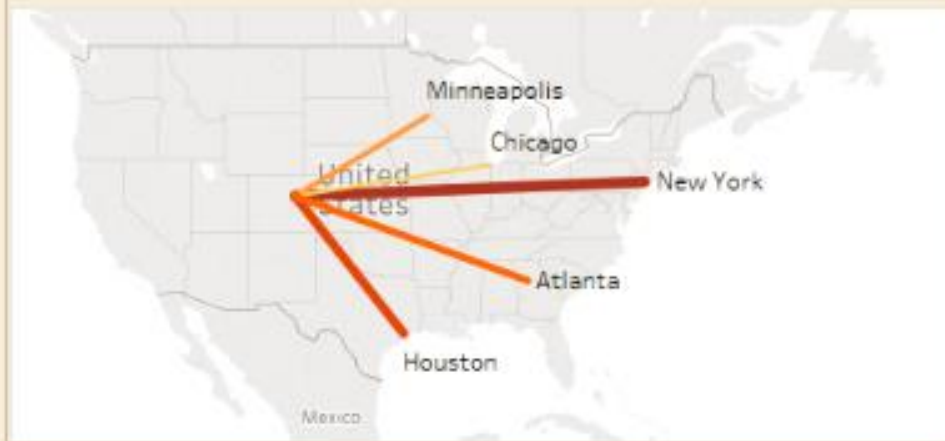 Minneapolis
Chicago
United
States
New York
Atlanta
Houston
Mexico